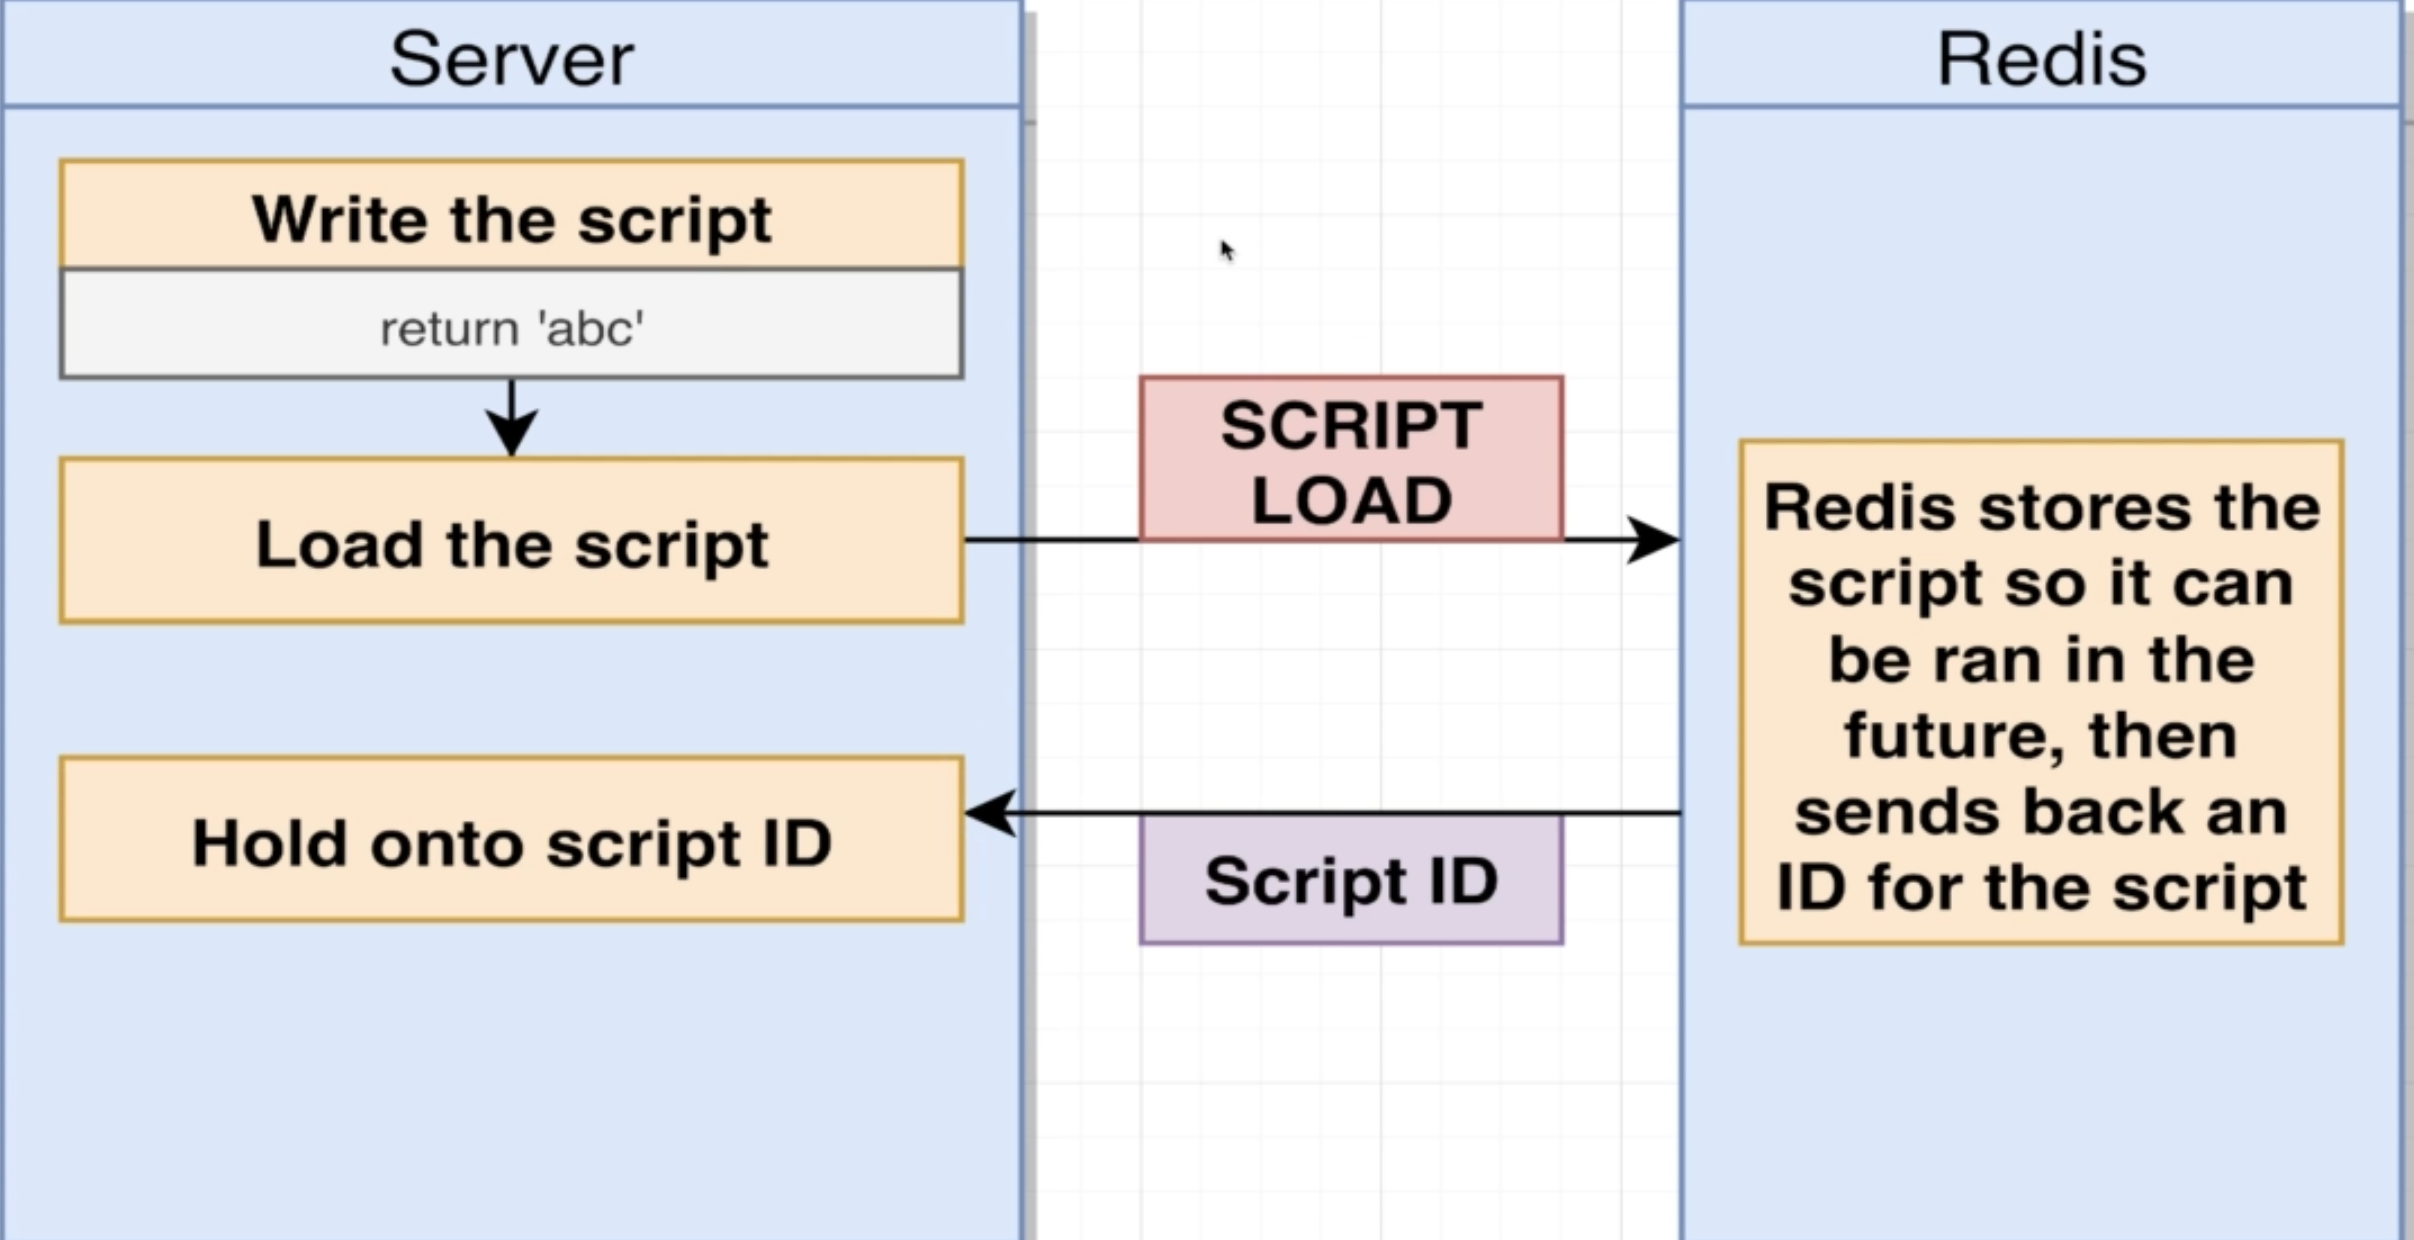 Server
Write the script
return 'abc'
Load the script
Hold onto script ID
SCRIPT
LOAD
Script ID
Redis
Redis stores the
script so it can
be ran in the
future, then
sends back an
ID for the script